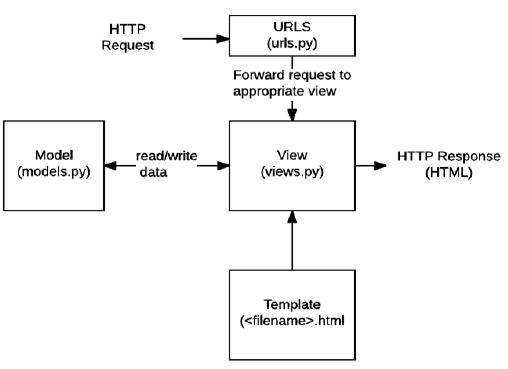 HTTP
Request
URLS
(urls.py)
Forward request to
appropriate view
Model
(models.py)
read/write
data
View
(views.py)
HTTP Response
(HTML)
Template
(<filename>.html